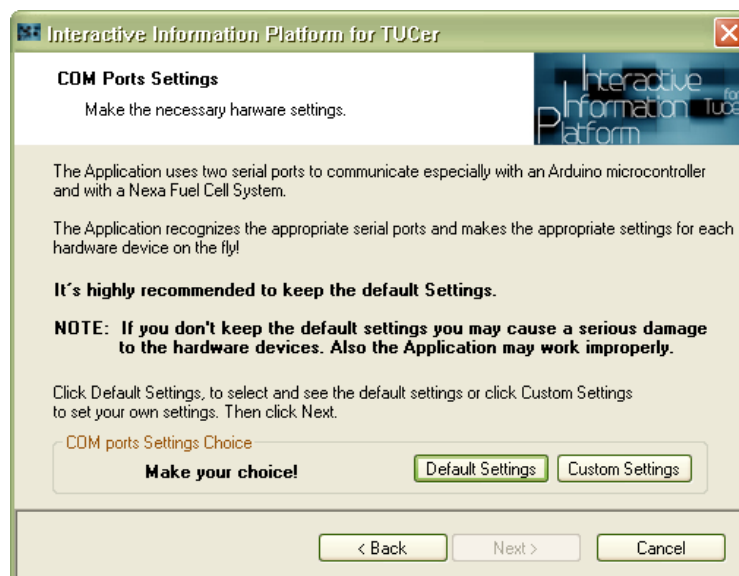 Interactive Information Platform for TUCer
COM Ports Settings
Make the necessary harware settings.
Interactive
Information for Tucer
Platform
The Application uses two serial ports to communicate especially with an Arduino microcontroller
and with a Nexa Fuel Cell System.
The Application recognizes the appropriate serial ports and makes the appropriate settings for each
hardware device on the fly!
It´s highly recommended to keep the default Settings.
NOTE: If you don't keep the default settings you may cause a serious damage
to the hardware devices. Also the Application may work improperly.
Click Default Settings, to select and see the default settings or click Custom Settings
to set your own settings. Then click Next.
COM ports Settings Choice
Make your choice! Default Settings Custom Settings
< Back Next > Cancel